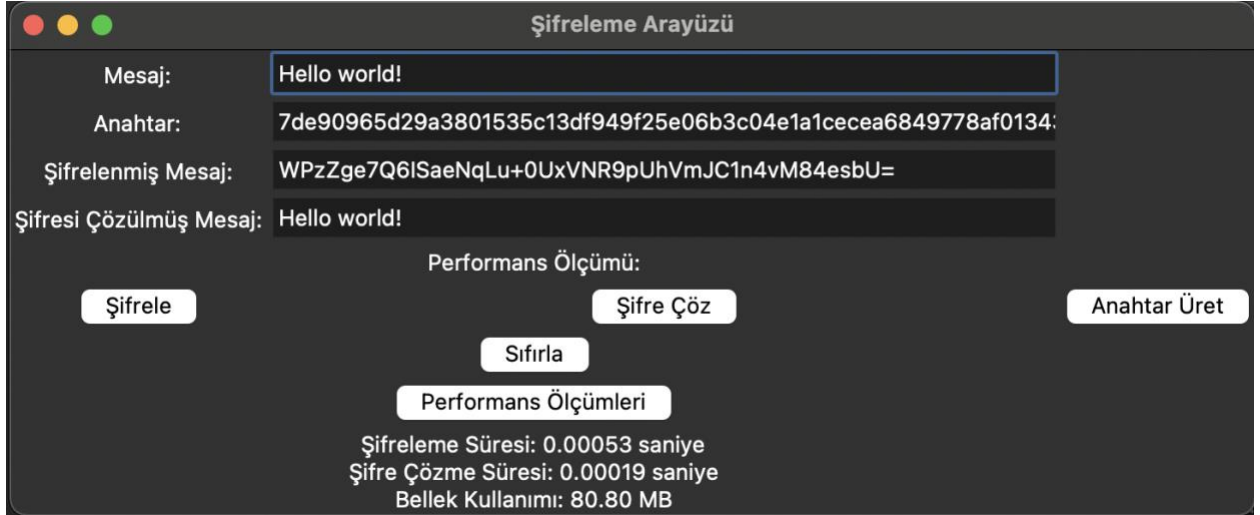 Şifreleme Arayüzü
Mesaj: Hello world!
Anahtar: 7de90965d29a3801535c13df949f25e06b3c04e1a1cecea6849778af01343
Şifrelenmiş Mesaj: WPzZge7Q6ISaeNqLu+0UxVNR9pUhVmJC1n4vM84esbU=
Şifresi Çözülmüş Mesaj: Hello world!
Performans Ölçümü:
Şifrele Şifre Çöz Anahtar Üret
Sıfırla
Performans Ölçümleri
Şifreleme Süresi: 0.00053 saniye
Şifre Çözme Süresi: 0.00019 saniye
Bellek Kullanımı: 80.80 MB